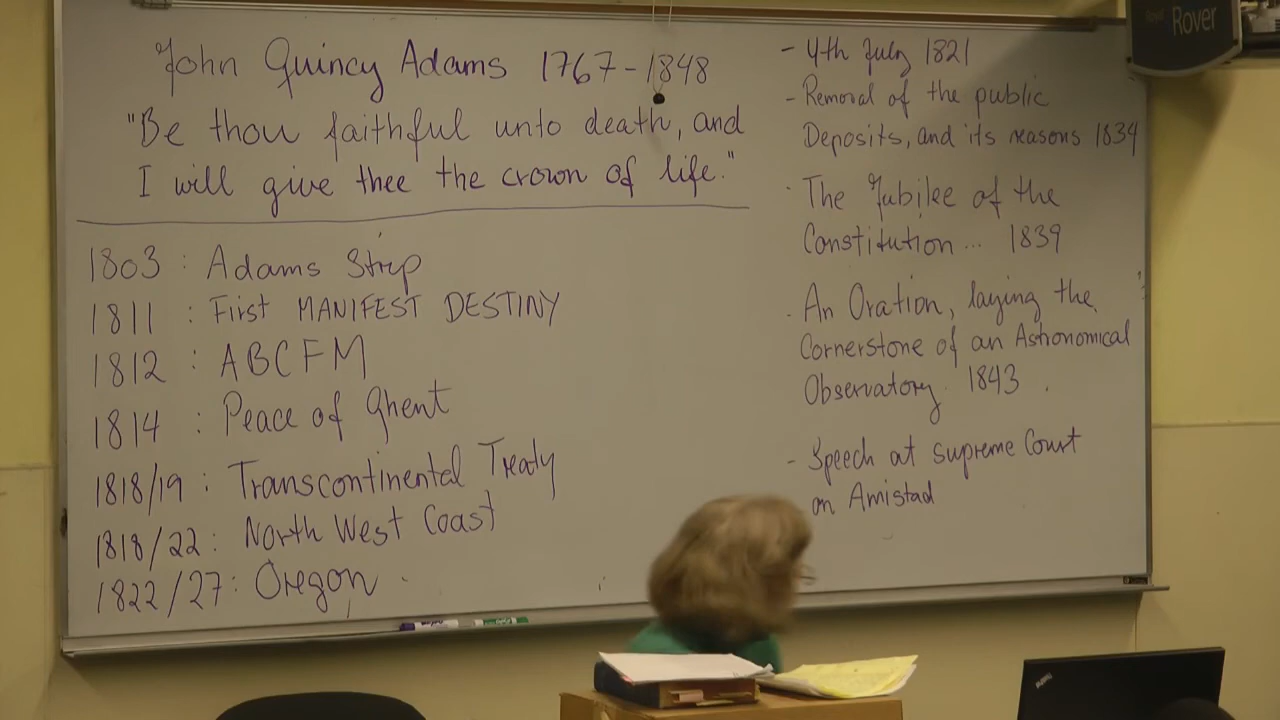 John Quincy Adams 1767-1848
"Be thou faithful unto death, and
I will give thee the crown of life."
1803 : Adams Strip
1811 : First MANIFEST DESTINY
1812 : ABCFM
1814 : Peace of Ghent
1818/19 : Transcontinental Treaty
1818/22 : North West Coast
1822/27 : Oregon
- 4th July 1821
- Removal of the public
Deposits, and its reasons 1834
· The Jubilee of the
Constitution ... 1839
. An Oration, laying the
Cornerstone of an Astronomical
Observatory. 1843 .
- Speech at Supreme Court
on Amistad
Rover